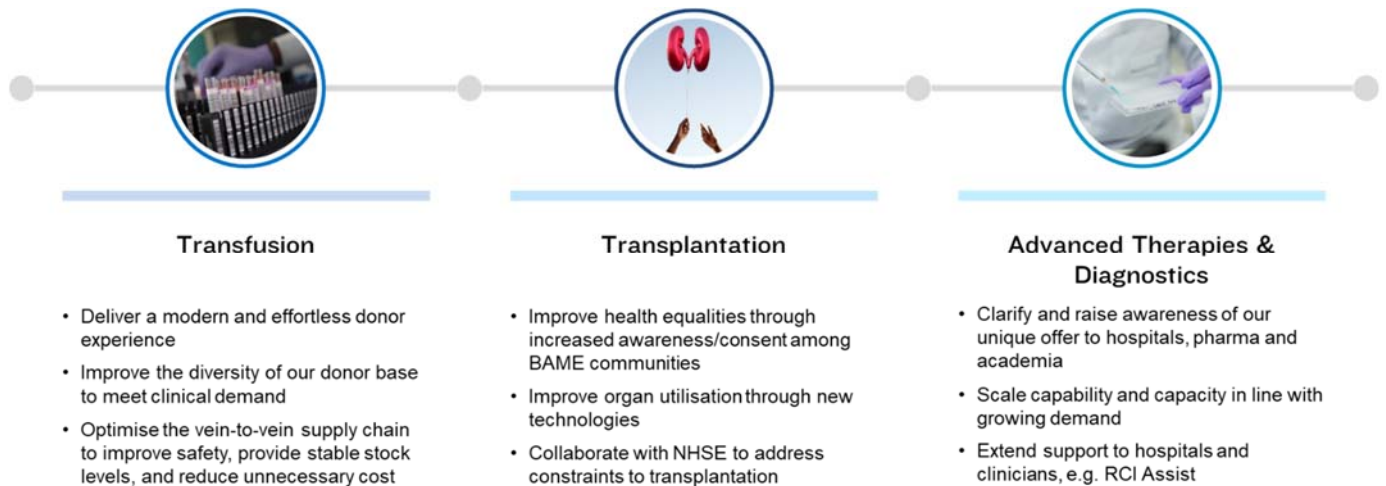 Transfusion
• Deliver a modern and effortless donor
experience
• Improve the diversity of our donor base
to meet clinical demand
• Optimise the vein-to-vein supply chain
to improve safety, provide stable stock
levels, and reduce unnecessary cost
Transplantation
• Improve health equalities through
increased awareness/consent among
BAME communities
• Improve organ utilisation through new
technologies
• Collaborate with NHSE to address
constraints to transplantation
Advanced Therapies &
Diagnostics
• Clarify and raise awareness of our
unique offer to hospitals, pharma and
academia
• Scale capability and capacity in line with
growing demand
• Extend support to hospitals and
clinicians, e.g. RCI Assist